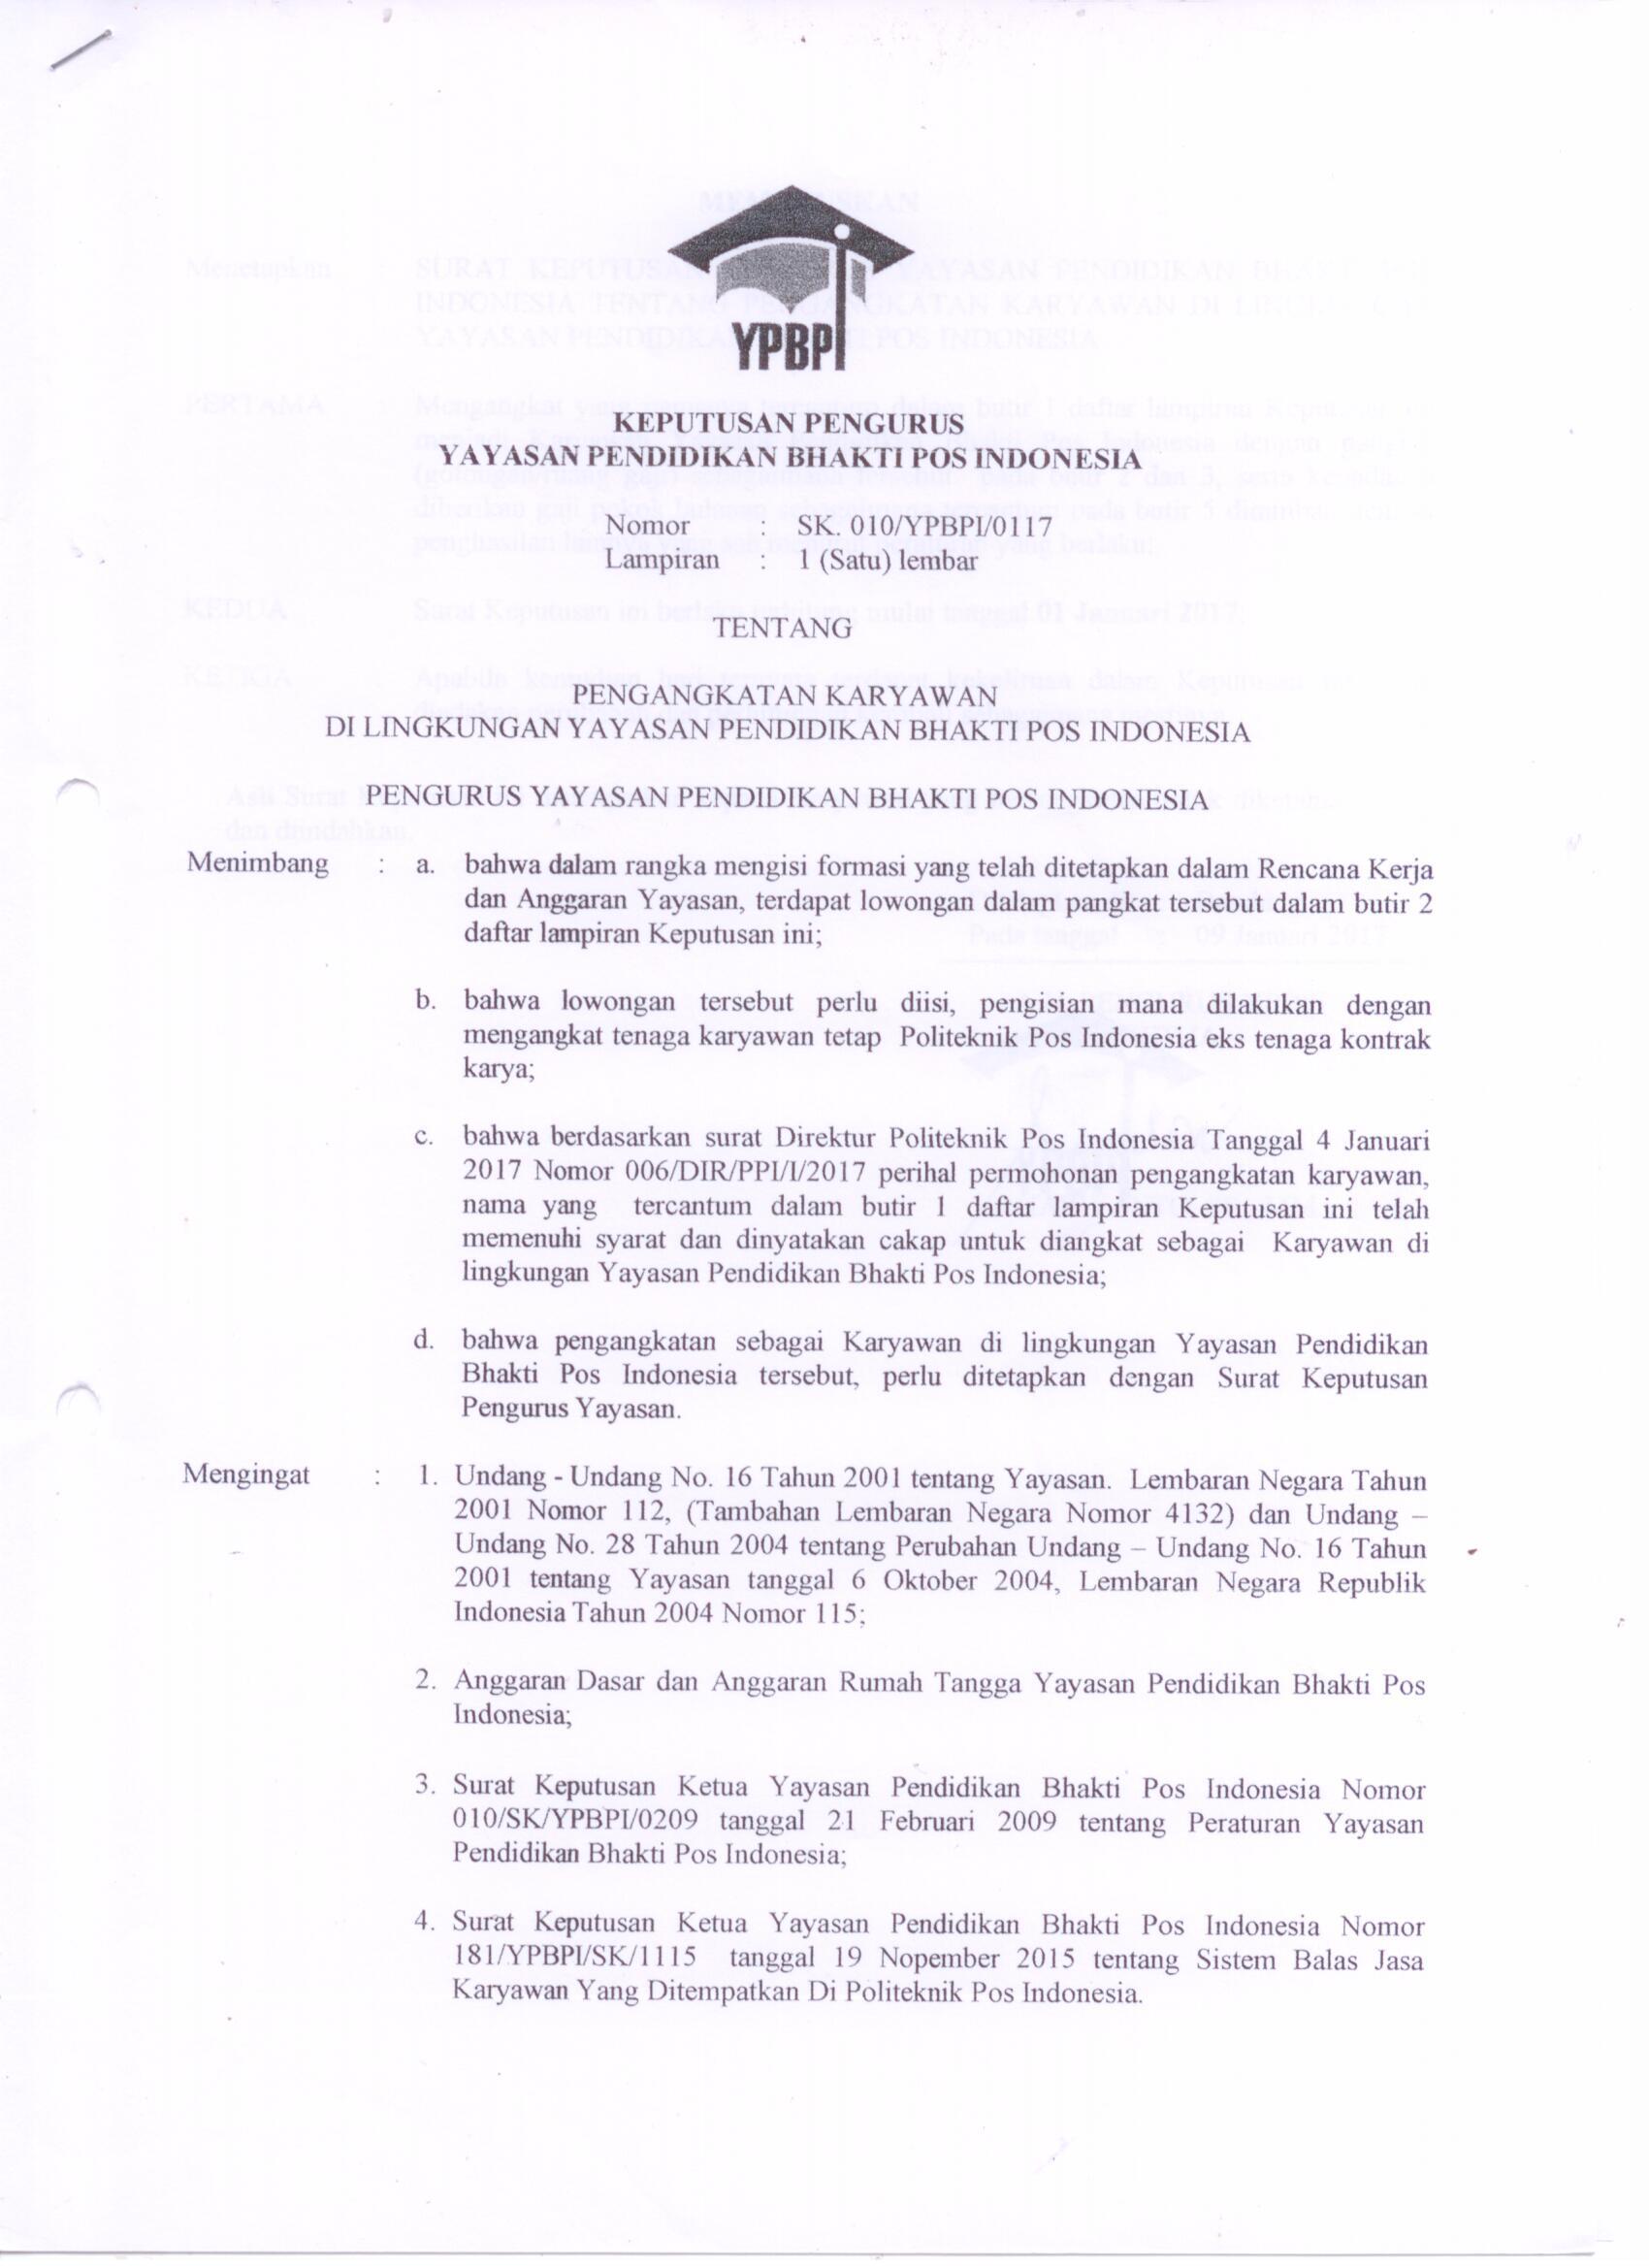 YPBPI
KEPUTUSAN PENGURUS
YAYASAN PENDIDIKAN BHAKTI POS INDONESIA
Nomor : SK. 010/YPBPI/0117
Lampiran : 1 (Satu) lembar
TENTANG
PENGANGKATAN KARYAWAN
DI LINGKUNGAN YAYASAN PENDIDIKAN BHAKTI POS INDONESIA
PENGURUS YAYASAN PENDIDIKAN BHAKTI POS INDONESIA
Menimbang : a. bahwa dalam rangka mengisi formasi yang telah ditetapkan dalam Rencana Kerja
dan Anggaran Yayasan, terdapat lowongan dalam pangkat tersebut dalam butir 2
daftar lampiran Keputusan ini;
b. bahwa lowongan tersebut perlu diisi, pengisian mana dilakukan dengan
mengangkat tenaga karyawan tetap Politeknik Pos Indonesia eks tenaga kontrak
karya;
c. bahwa berdasarkan surat Direktur Politeknik Pos Indonesia Tanggal 4 Januari
2017 Nomor 006/DIR/PPI/I/2017 perihal permohonan pengangkatan karyawan,
nama yang tercantum dalam butir 1 daftar lampiran Keputusan ini telah
memenuhi syarat dan dinyatakan cakap untuk diangkat sebagai Karyawan di
lingkungan Yayasan Pendidikan Bhakti Pos Indonesia;
d. bahwa pengangkatan sebagai Karyawan di lingkungan Yayasan Pendidikan
Bhakti Pos Indonesia tersebut, perlu ditetapkan dengan Surat Keputusan
Pengurus Yayasan.
Mengingat : 1. Undang - Undang No. 16 Tahun 2001 tentang Yayasan. Lembaran Negara Tahun
2001 Nomor 112, (Tambahan Lembaran Negara Nomor 4132) dan Undang –
Undang No. 28 Tahun 2004 tentang Perubahan Undang – Undang No. 16 Tahun
2001 tentang Yayasan tanggal 6 Oktober 2004, Lembaran Negara Republik
Indonesia Tahun 2004 Nomor 115;
2. Anggaran Dasar dan Anggaran Rumah Tangga Yayasan Pendidikan Bhakti Pos
Indonesia;
3. Surat Keputusan Ketua Yayasan Pendidikan Bhakti Pos Indonesia Nomor
010/SK/YPBPI/0209 tanggal 21 Februari 2009 tentang Peraturan Yayasan
Pendidikan Bhakti Pos Indonesia;
4. Surat Keputusan Ketua Yayasan Pendidikan Bhakti Pos Indonesia Nomor
181/YPBPI/SK/1115 tanggal 19 Nopember 2015 tentang Sistem Balas Jasa
Karyawan Yang Ditempatkan Di Politeknik Pos Indonesia.